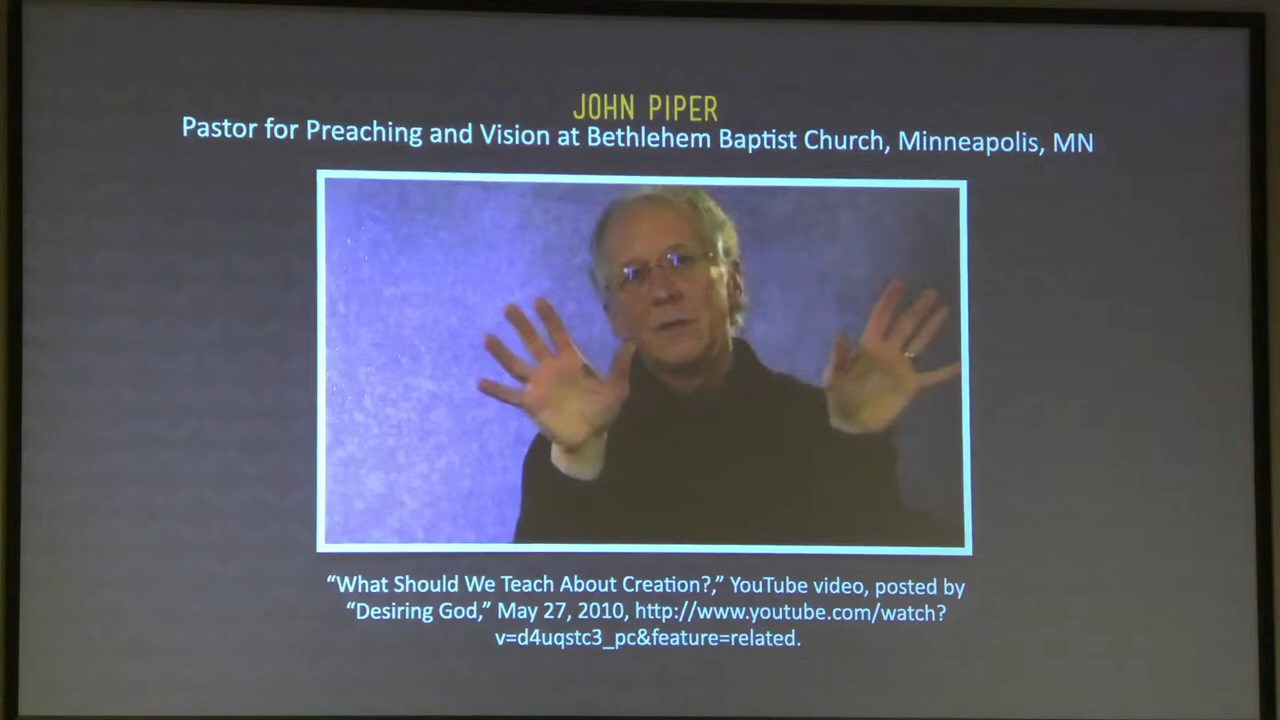 JOHN PIPER
Pastor for Preaching and Vision at Bethlehem Baptist Church, Minneapolis, MN
“What Should We Teach About Creation?,” YouTube video, posted by
“Desiring God,” May 27, 2010, http://www.youtube.com/watch?
v=d4uqstc3_pc&feature=related.